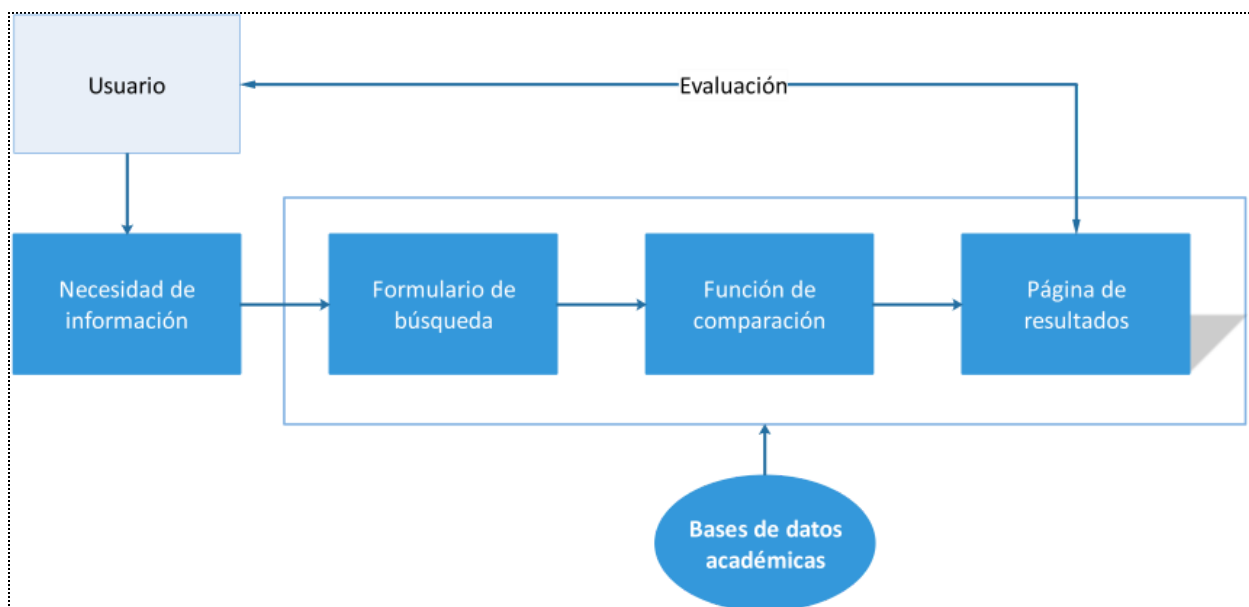 Usuario
Evaluación
Necesidad de
información
Formulario de
búsqueda
Función de
comparación
Página de
resultados
Bases de datos
académicas